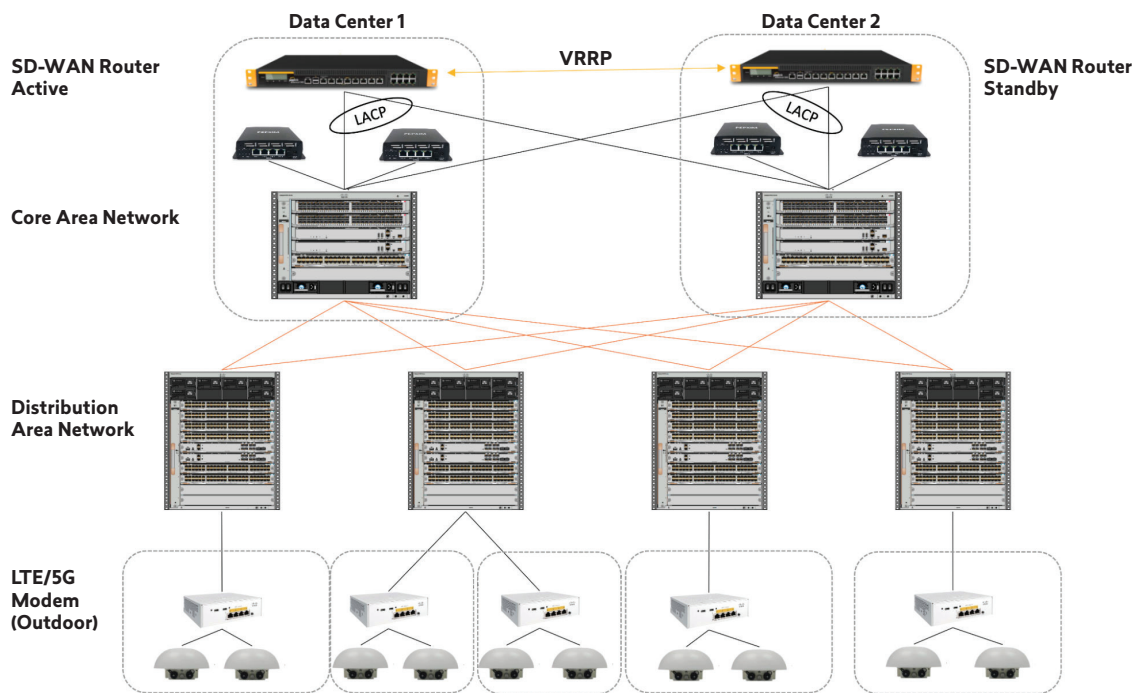 Data Center 1
Data Center 2
SD-WAN Router
Active
VRRP
SD-WAN Router
Standby
LACP
LACP
Core Area Network
Distribution
Area Network
LTE/5G
Modem
(Outdoor)